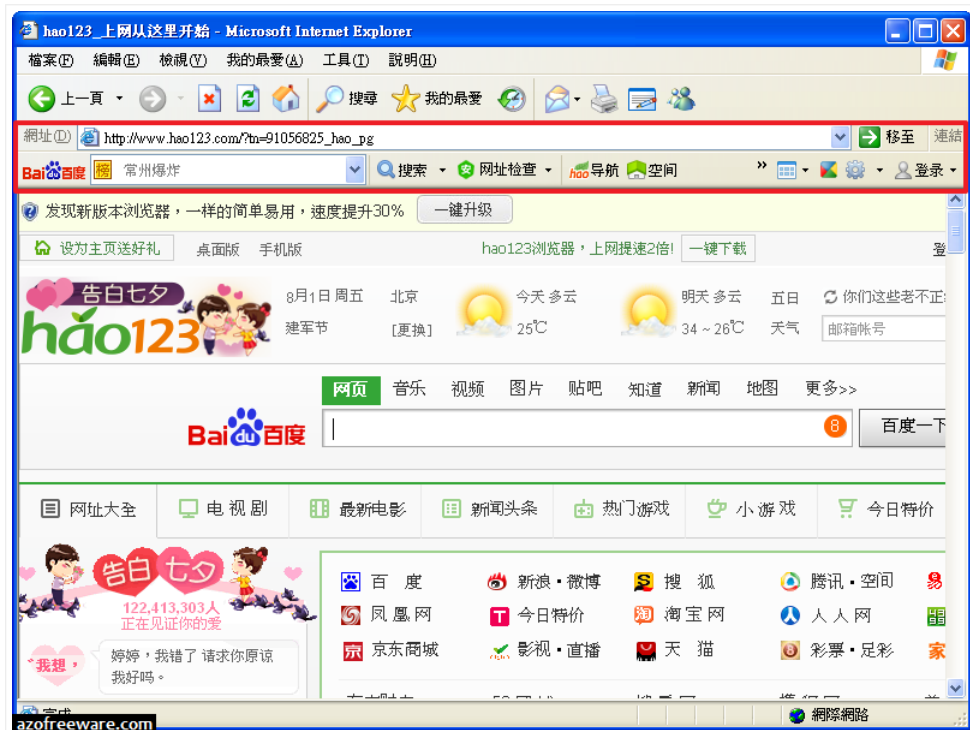 hao123_上网从这里开始 - Microsoft Internet Explorer
檔案(F) 編輯(E) 檢視(V) 我的最愛(A) 工具(T) 說明(H)
上一頁 搜尋 我的最愛
網址(D) http://www.hao123.com/?tn=91056825_hao_pg 移至 連結
Bai du 百度 榜 常州爆炸 搜索 网址检查 hao导航 空间 » 登录
发现新版本浏览器，一样的简单易用，速度提升30% 一键升级
设为主页送好礼 桌面版 手机版 hao123浏览器，上网提速2倍! 一键下载 登
告白七夕 8月1日 周五 北京 今天 多云 明天 多云 五日 你们这些老不正
hao123 建军节 [更换] 25℃ 34 ~ 26℃ 天气 邮箱帐号
网页 音乐 视频 图片 贴吧 知道 新闻 地图 更多>>
Bai du 百度 8 百度一下
网址大全 电视剧 最新电影 新闻头条 热门游戏 小游戏 今日特价
告白七夕 百度 新浪·微博 搜狐 腾讯·空间 易
122,413,303人 凤凰网 T 今日特价 淘 淘宝网 人人网
正在见证你的爱
我想， 婷婷，我错了 请求你原谅 京 京东商城 影视·直播 天猫 8 彩票·足彩 家
我好吗。
完成 網際網路
azofreeware.com